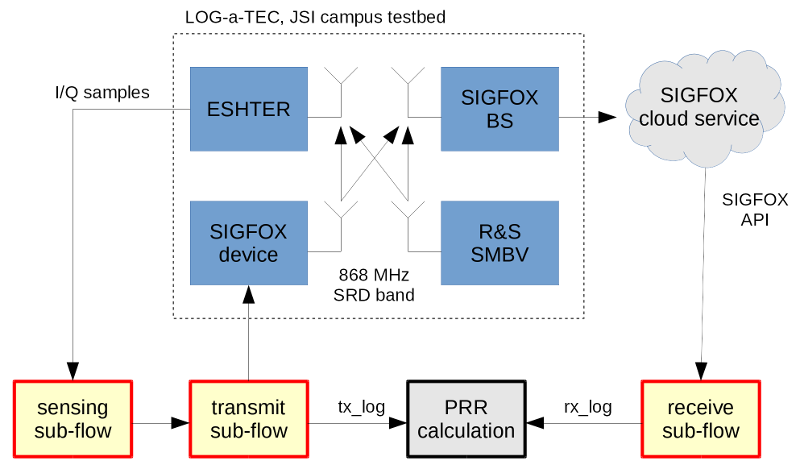 LOG-a-TEC, JSI campus testbed
I/Q samples
ESHTER
SIGFOX
BS
SIGFOX
cloud service
SIGFOX
API
SIGFOX
device
R&S
SMBV
868 MHz
SRD band
sensing
sub-flow
transmit
sub-flow
tx_log
PRR
calculation
rx_log
receive
sub-flow